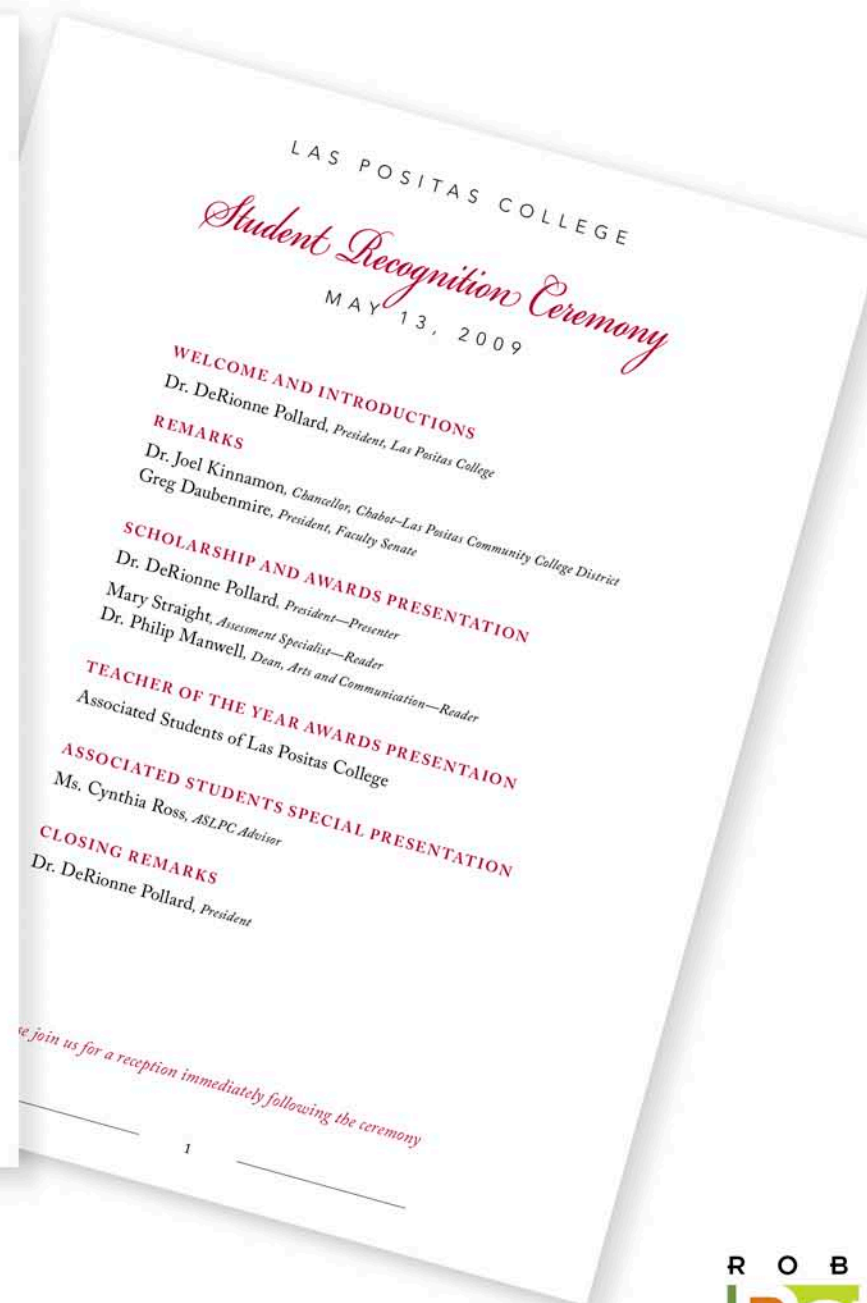 LAS POSITAS COLLEGE
Student Recognition Ceremony
MAY 13, 2009
WELCOME AND INTRODUCTIONS
Dr. DeRionne Pollard, President, Las Positas College
REMARKS
Dr. Joel Kinnamon, Chancellor, Chabot–Las Positas Community College District
Greg Daubenmire, President, Faculty Senate
SCHOLARSHIP AND AWARDS PRESENTATION
Dr. DeRionne Pollard, President—Presenter
Mary Straight, Assessment Specialist—Reader
Dr. Philip Manwell, Dean, Arts and Communication—Reader
TEACHER OF THE YEAR AWARDS PRESENTAION
Associated Students of Las Positas College
ASSOCIATED STUDENTS SPECIAL PRESENTATION
Ms. Cynthia Ross, ASLPC Advisor
CLOSING REMARKS
Dr. DeRionne Pollard, President
join us for a reception immediately following the ceremony
1
ROB